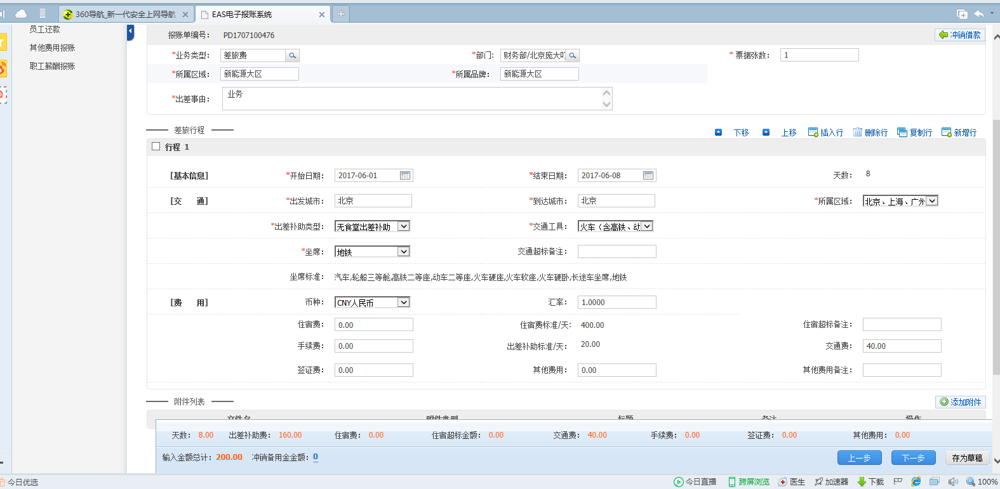 360导航_新一代安全上网导航
EAS电子报账系统
员工还款
其他费用报账
职工薪酬报账
报账单编号： PD1707100476 冲销借款
*业务类型： 差旅费 *部门: 财务部/北京庞大 * 票据张数： 1
*所属区域： 新能源大区 *所属品牌： 新能源大区
*出差事由： 业务
差旅行程 下移 上移 插入行 删除行 复制行 新增行
行程 1
[基本信息] *开始日期： 2017-06-01 *结束日期： 2017-06-08 天数： 8
[交 通] *出发城市： 北京 *到达城市： 北京 *所属区域： 北京、上海、广州
*出差补助类型： 无食堂出差补助 *交通工具： 火车（含高铁、动
*坐席： 地铁 交通超标备注：
坐席标准： 汽车,轮船三等舱,高铁二等座,动车二等座,火车硬座,火车软座,火车硬卧,长途车坐席,地铁
[费 用] 币种： CNY人民币 汇率： 1.0000
住宿费： 0.00 住宿费标准/天: 400.00 住宿超标备注：
手续费： 0.00 出差补助标准/天： 20.00 交通费： 40.00
签证费： 0.00 其他费用： 0.00 其他费用备注：
附件列表 添加附件
文件名 附件类型 标题 备注 操作
天数： 8.00 出差补助费： 160.00 住宿费： 0.00 住宿超标金额： 0.00 交通费： 40.00 手续费： 0.00 签证费： 0.00 其他费用： 0.00
输入金额总计： 200.00 冲销备用金金额： 0 上一步 下一步 存为草稿
今日优选 今日直播 跨屏浏览 医生 加速器 下载 100%